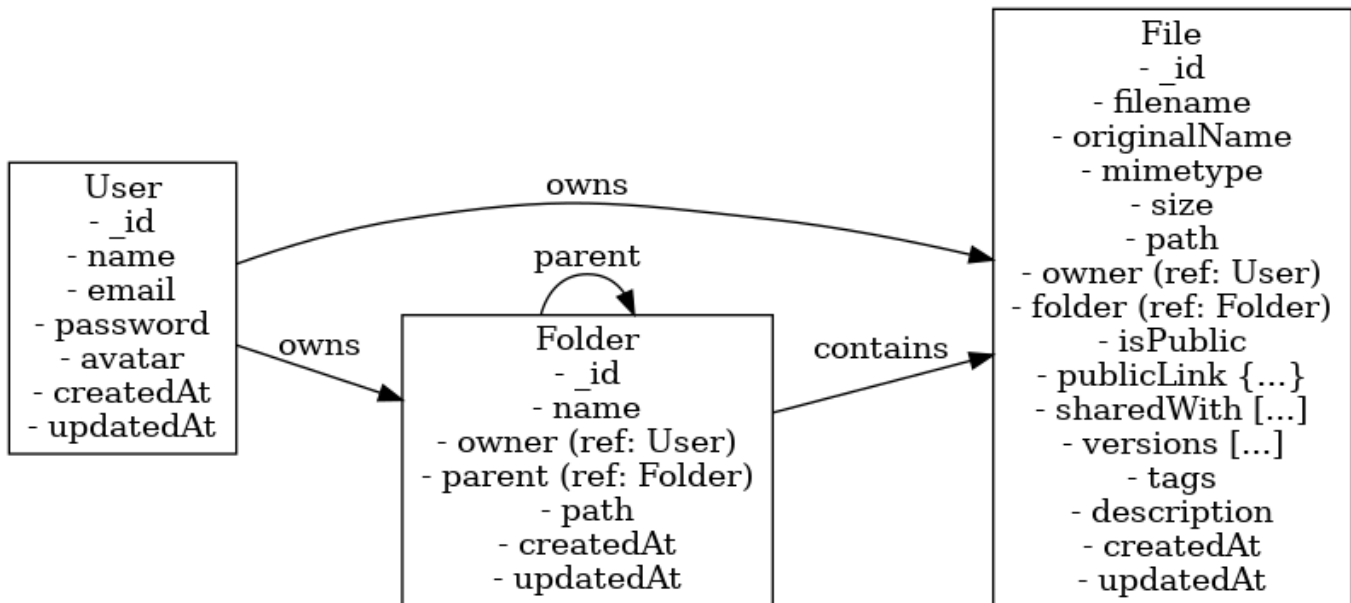 User
- _id
- name
- email
- password
- avatar
- createdAt
- updatedAt
owns
owns
parent
Folder
- _id
- name
- owner (ref: User)
- parent (ref: Folder)
- path
- createdAt
- updatedAt
contains
File
- _id
- filename
- originalName
- mimetype
- size
- path
- owner (ref: User)
- folder (ref: Folder)
- isPublic
- publicLink {...}
- sharedWith [...]
- versions [...]
- tags
- description
- createdAt
- updatedAt